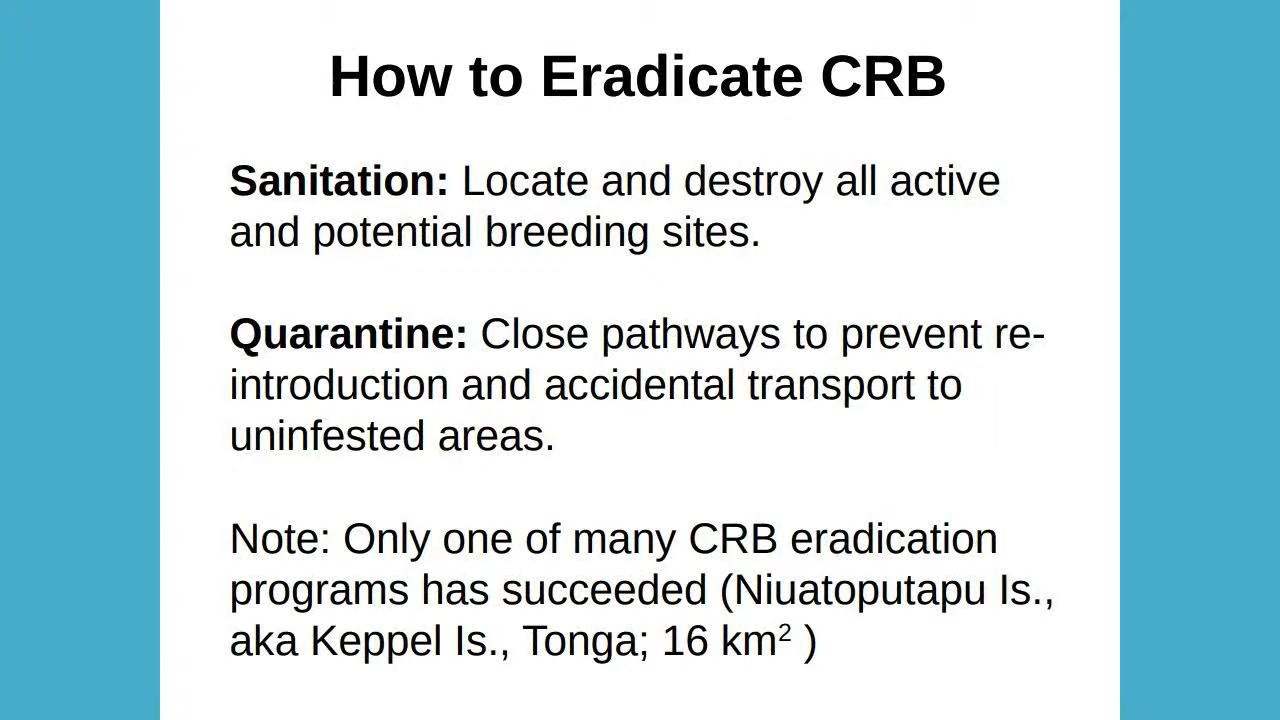 How to Eradicate CRB
Sanitation: Locate and destroy all active
and potential breeding sites.
Quarantine: Close pathways to prevent re-
introduction and accidental transport to
uninfested areas.
Note: Only one of many CRB eradication
programs has succeeded (Niuatoputapu Is.,
aka Keppel Is., Tonga; 16 km² )